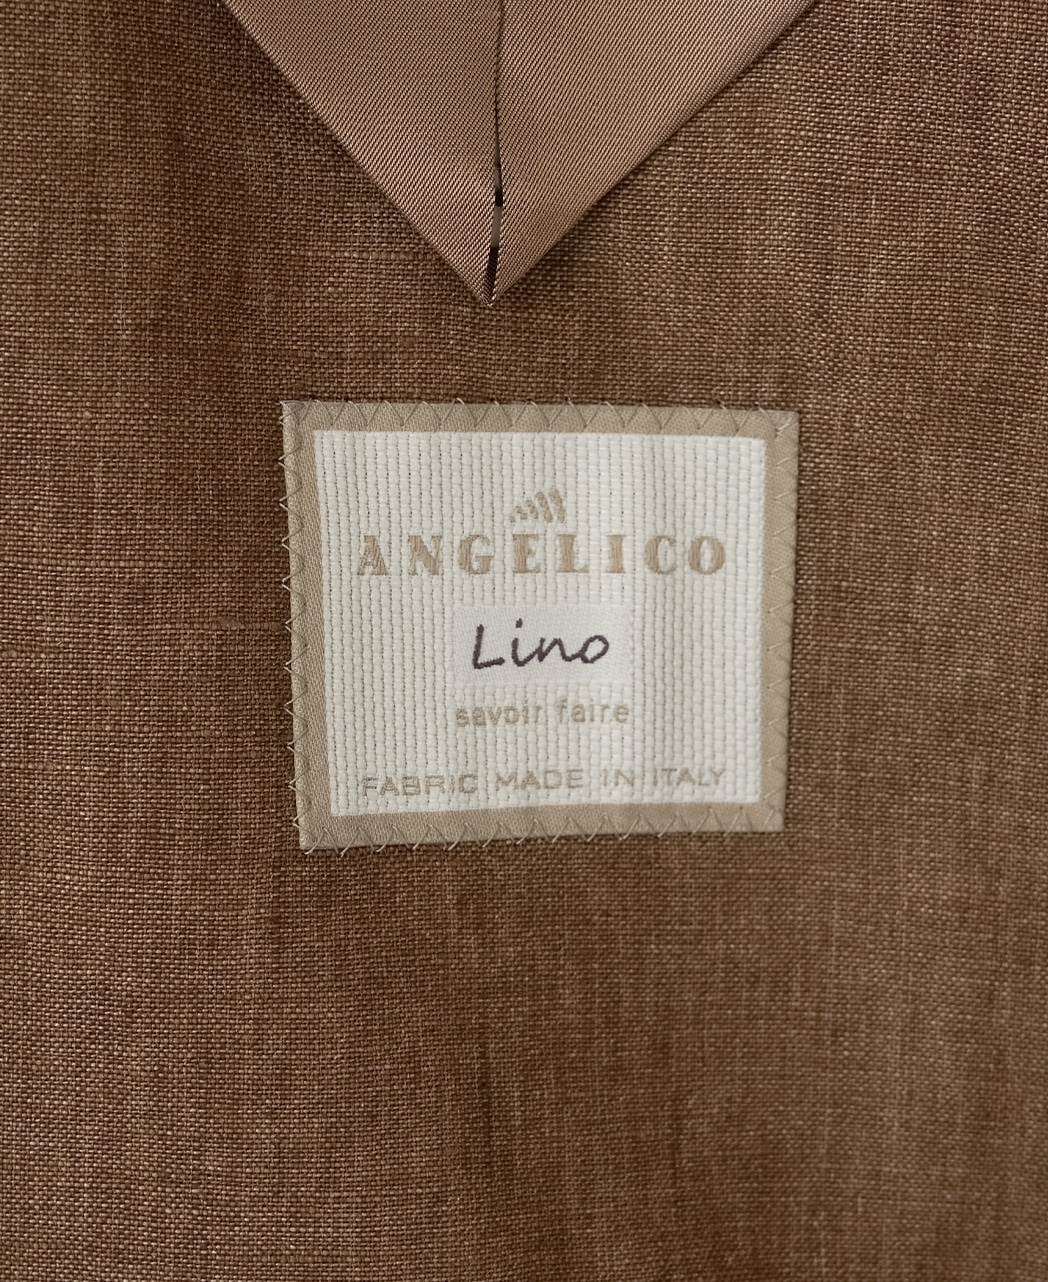 ANGELICO
Lino
savoir faire
FABRIC MADE IN ITALY